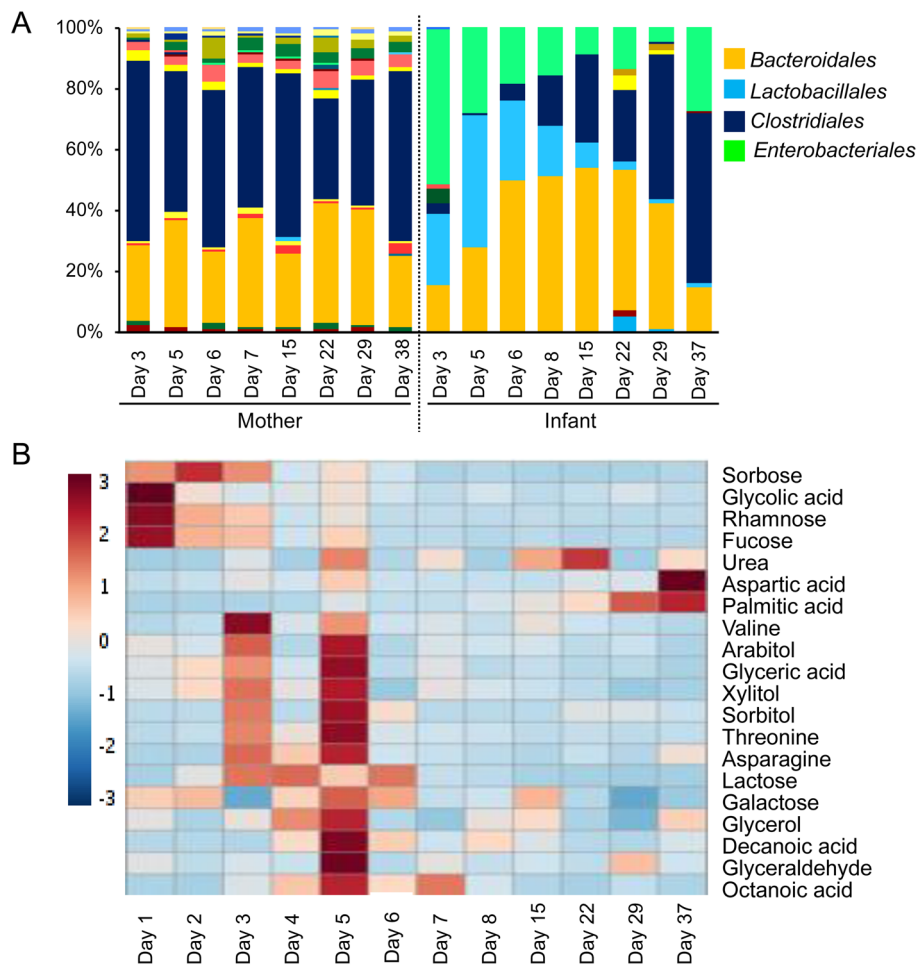 A
100%
80%
60%
40%
20%
0%
Bacteroidales
Lactobacillales
Clostridiales
Enterobacteriales
Day 3
Day 5
Day 6
Day 7
Day 15
Day 22
Day 29
Day 38
Day 3
Day 5
Day 6
Day 8
Day 15
Day 22
Day 29
Day 37
Mother
Infant
B
3
2
1
0
-1
-2
-3
Sorbose
Glycolic acid
Rhamnose
Fucose
Urea
Aspartic acid
Palmitic acid
Valine
Arabitol
Glyceric acid
Xylitol
Sorbitol
Threonine
Asparagine
Lactose
Galactose
Glycerol
Decanoic acid
Glyceraldehyde
Octanoic acid
Day 1
Day 2
Day 3
Day 4
Day 5
Day 6
Day 7
Day 8
Day 15
Day 22
Day 29
Day 37